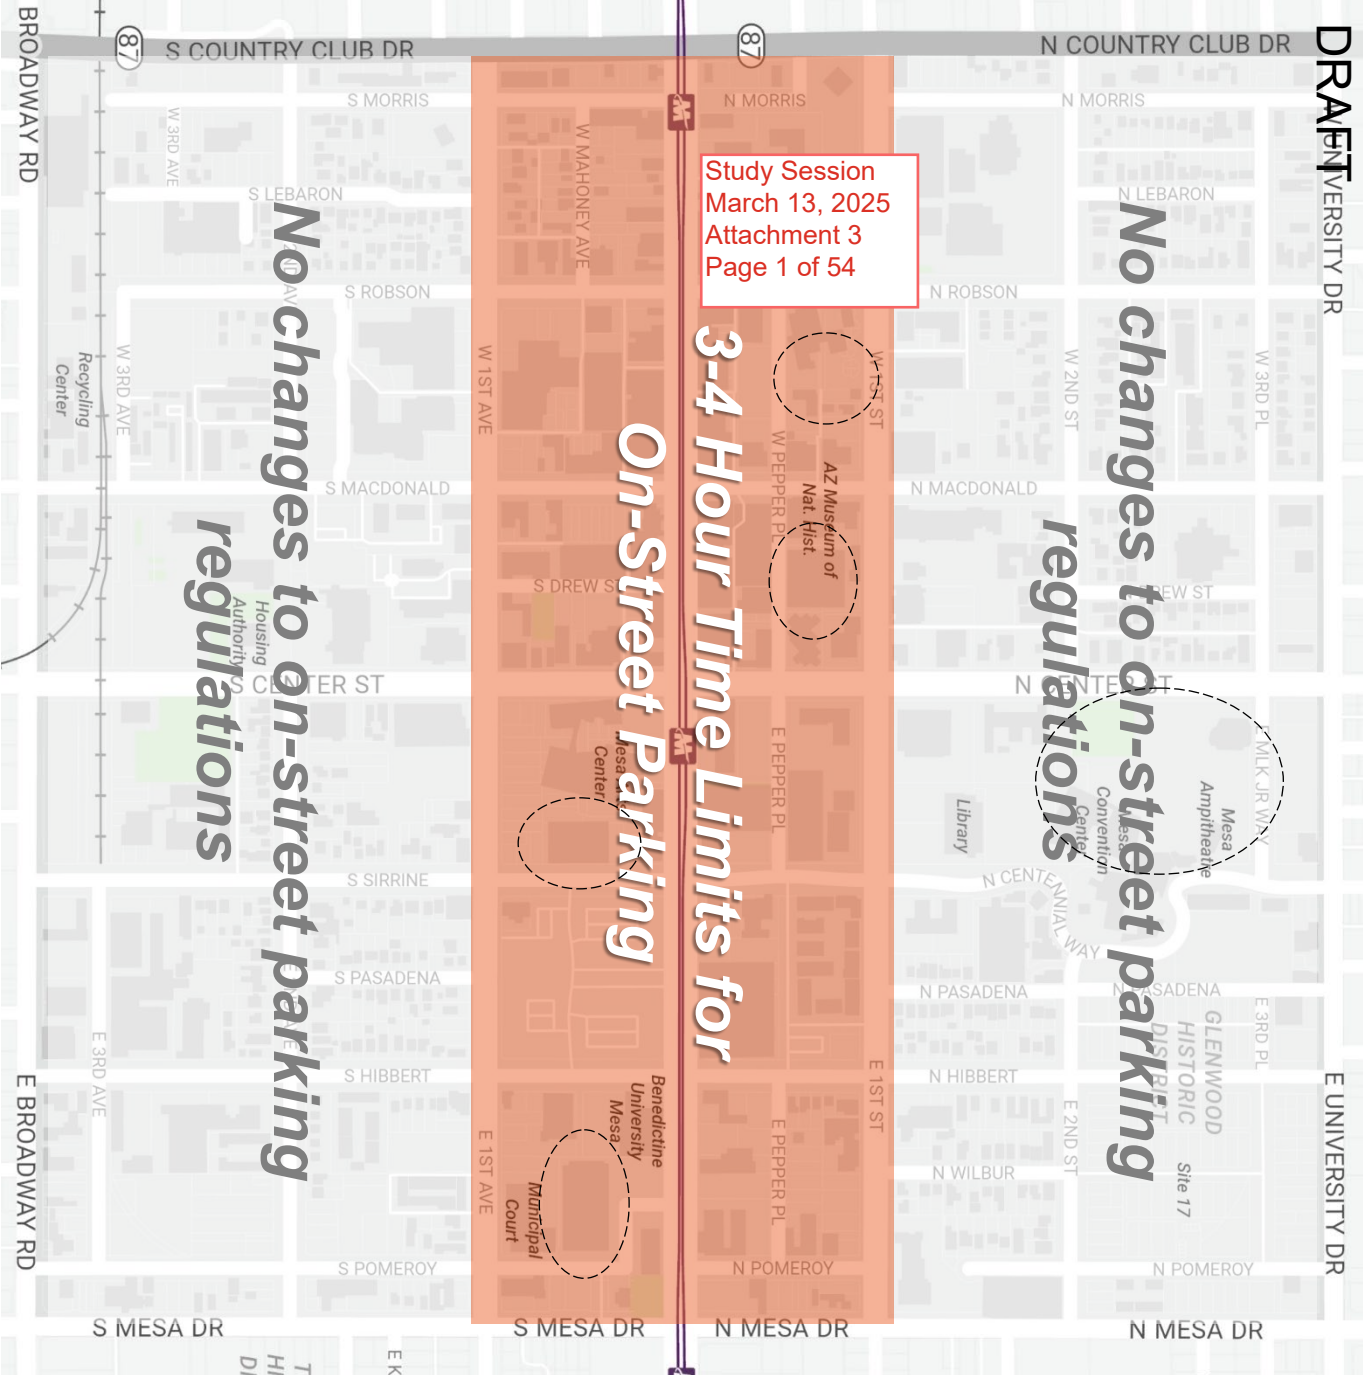 DRAFT
Study Session
March 13, 2025
Attachment 3
Page 1 of 54
3-4 Hour Time Limits for
On-Street Parking
No changes to on-street parking
regulations
No changes to on-street parking
regulations
BROADWAY RD
87
S COUNTRY CLUB DR
87
N COUNTRY CLUB DR
S MORRIS
N MORRIS
N MORRIS
W 3RD AVE
W MAHONEY AVE
UNIVERSITY DR
S LEBARON
N LEBARON
S ROBSON
N ROBSON
Recycling
Center
W 3RD AVE
W 1ST AVE
W 1ST ST
W 2ND ST
W 3RD PL
W PEPPER PL
AZ Museum of
Nat. Hist.
S MACDONALD
N MACDONALD
S DREW ST
EW ST
Housing
Authority
S CENTER ST
N CENTER ST
Mesa
Center
E PEPPER PL
Library
Mesa
Convention
Cente
Mesa
Ampitheatre
E MLK JR WAY
S SIRRINE
N CENTENNIAL WAY
S PASADENA
N PASADENA
N PASADENA
E 3RD AVE
GLENWOOD
HISTORIC
DISTRICT
E 3RD PL
S HIBBERT
N HIBBERT
E 1ST ST
E 2ND ST
E BROADWAY RD
E 1ST AVE
Benedictine
University
Mesa
Municipal
Court
E PEPPER PL
N WILBUR
Site 17
E UNIVERSITY DR
S POMEROY
N POMEROY
N POMEROY
S MESA DR
S MESA DR
N MESA DR
N MESA DR
E K